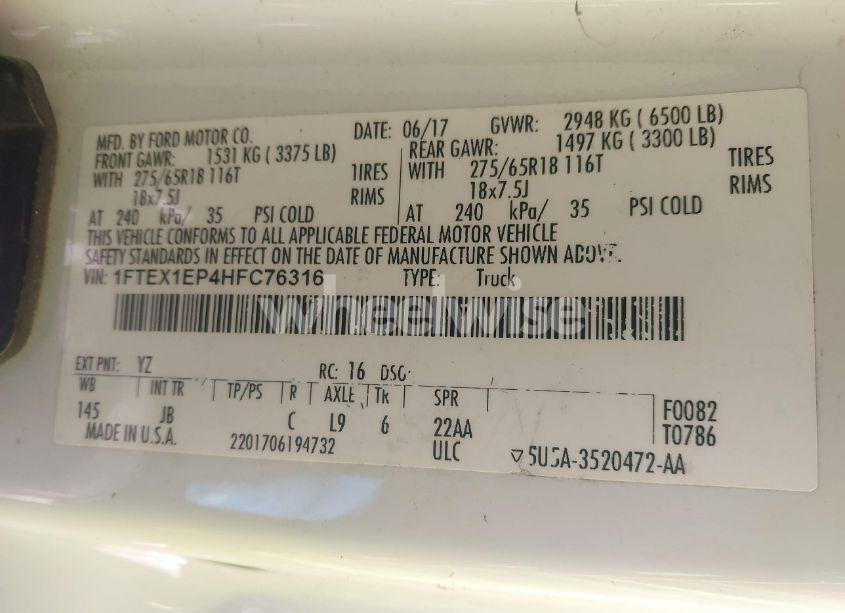 MFD. BY FORD MOTOR CO.
DATE: 06/17 GVWR: 2948 KG ( 6500 LB)
FRONT GAWR: 1531 KG ( 3375 LB)
REAR GAWR: 1497 KG ( 3300 LB)
WITH 275/65R18 116T TIRES
WITH 275/65R18 116T TIRES
18x7.5J RIMS
18x7.5J RIMS
AT 240 kPa/ 35 PSI COLD
AT 240 kPa/ 35 PSI COLD
THIS VEHICLE CONFORMS TO ALL APPLICABLE FEDERAL MOTOR VEHICLE
SAFETY STANDARDS IN EFFECT ON THE DATE OF MANUFACTURE SHOWN ABOVE.
VIN: 1FTEX1EP4HFC76316 TYPE: Truck
wheelwise
EXT PNT: YZ RC: 16 DSO:
WB INT TR TP/PS R AXLE TR SPR
145 JB C L9 6 22AA
F0082
T0786
MADE IN U.S.A. 2201706194732 ULC
5U5A-3520472-AA